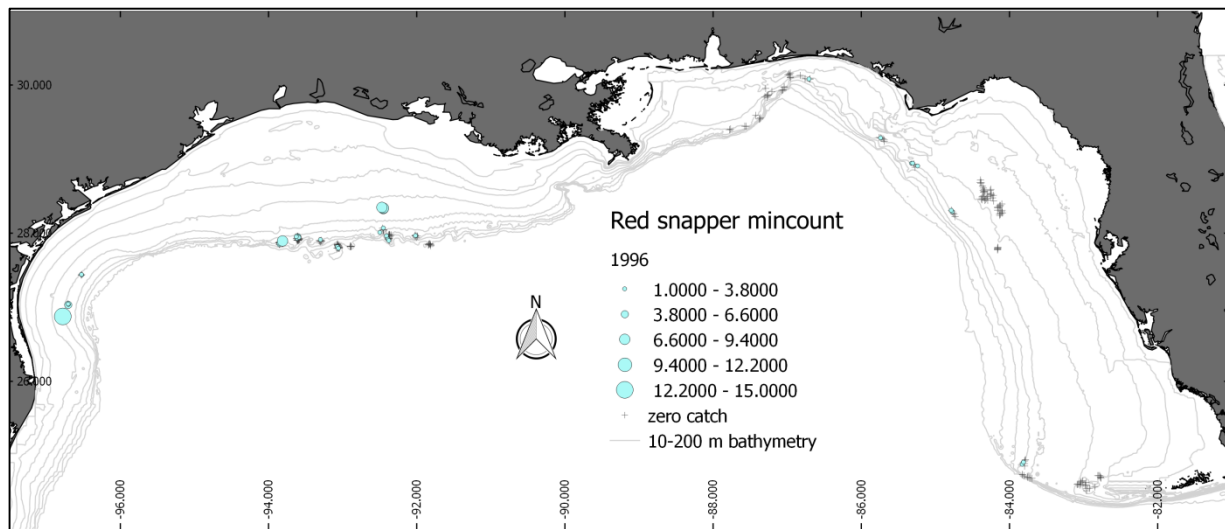 30.000
28.000
26.000
Red snapper mincount
1996
1.0000 - 3.8000
3.8000 - 6.6000
6.6000 - 9.4000
9.4000 - 12.2000
12.2000 - 15.0000
zero catch
10-200 m bathymetry
N
-96.000
-94.000
-92.000
-90.000
-88.000
-86.000
-84.000
-82.000